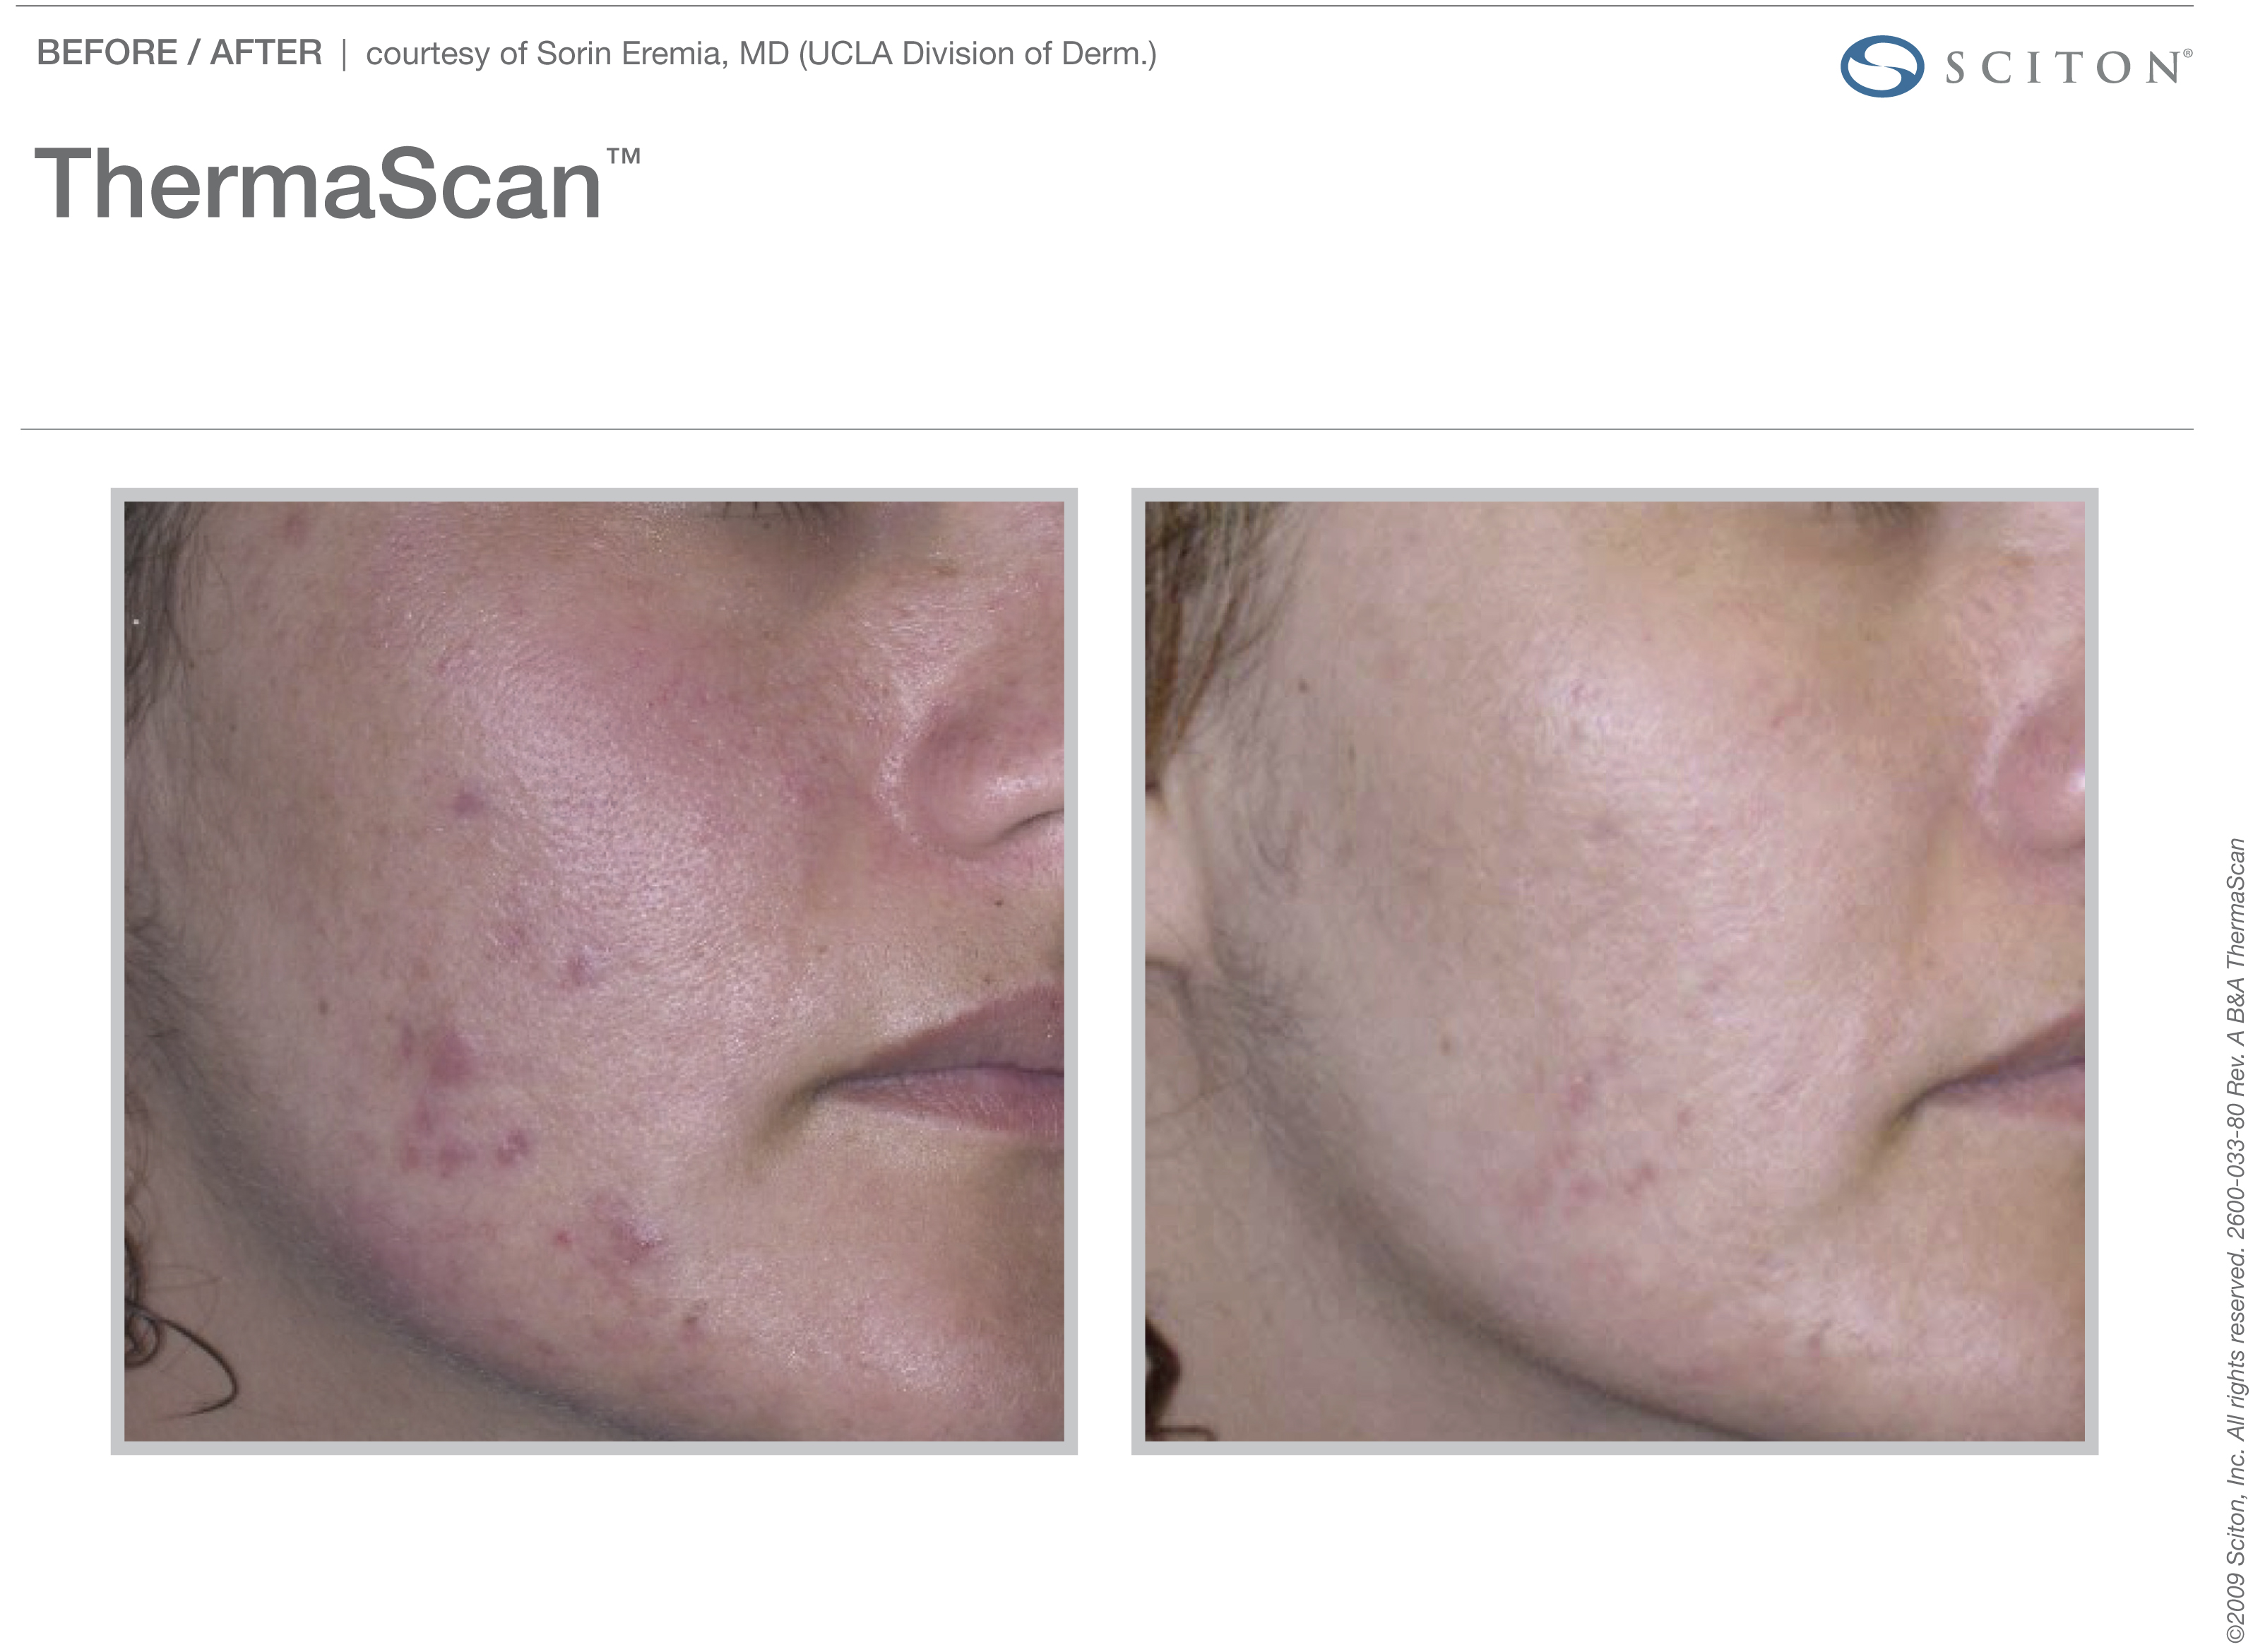 BEFORE / AFTER | courtesy of Sorin Eremia, MD (UCLA Division of Derm.)
SCITON®
ThermaScan™
©2009 Sciton, Inc. All rights reserved. 2600-033-80 Rev. A B&A ThermaScan